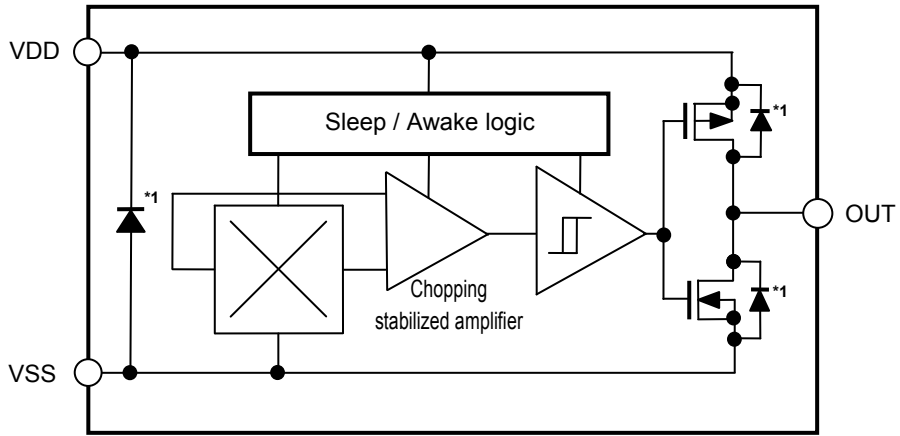 VDD
Sleep / Awake logic
*1
*1
OUT
Chopping
stabilized amplifier
*1
VSS